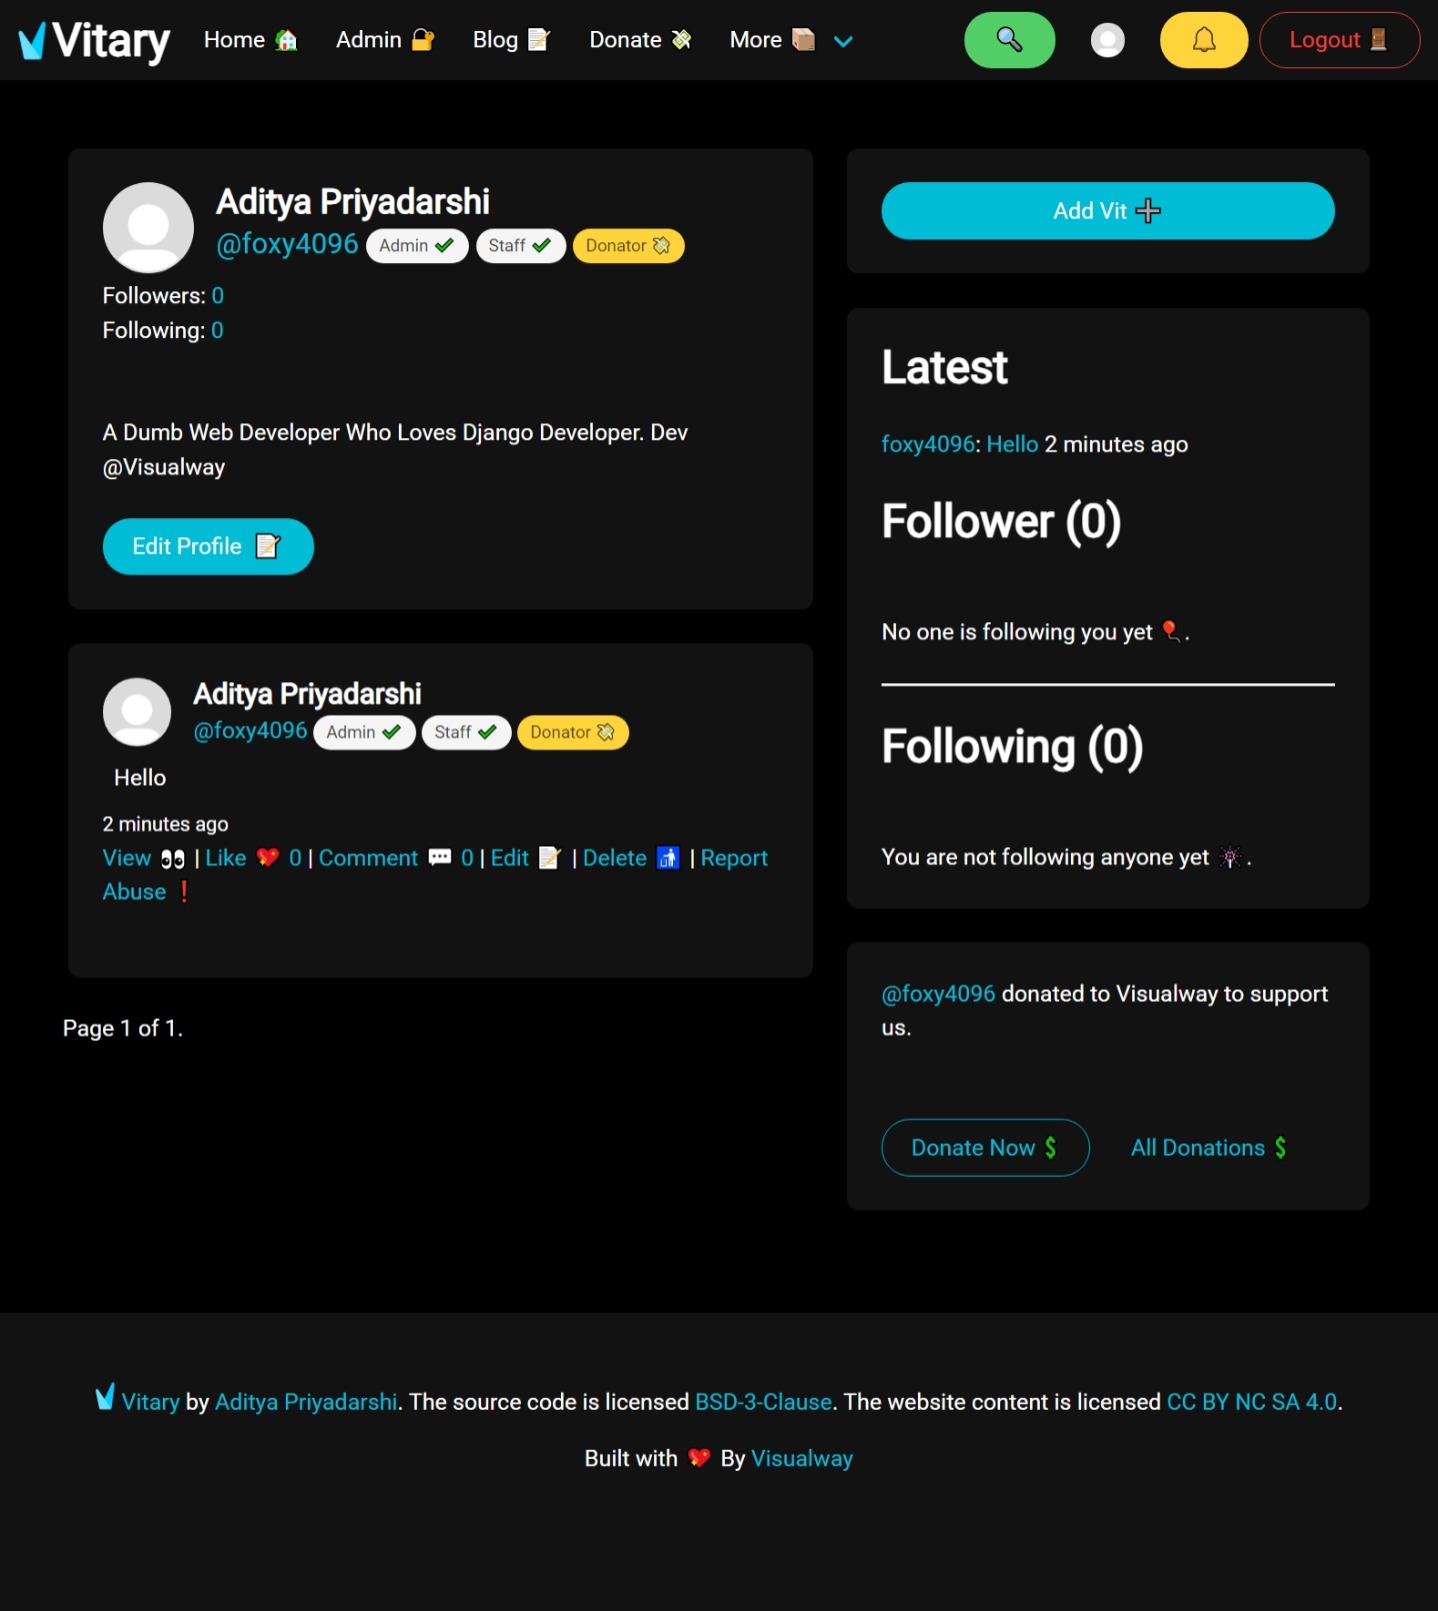 Vitary Home 🏠 Admin 🔐 Blog 📝 Donate 💸 More 📦 Logout 🚪
Aditya Priyadarshi
@foxy4096 Admin ✔ Staff ✔ Donator 💸
Followers: 0
Following: 0
A Dumb Web Developer Who Loves Django Developer. Dev
@Visualway
Edit Profile 📝
Aditya Priyadarshi
@foxy4096 Admin ✔ Staff ✔ Donator 💸
Hello
2 minutes ago
View 👀 | Like 💖 0 | Comment 💬 0 | Edit 📝 | Delete 🚮 | Report
Abuse ❗
Page 1 of 1.
Add Vit ➕
Latest
foxy4096: Hello 2 minutes ago
Follower (0)
No one is following you yet 🎈.
Following (0)
You are not following anyone yet 🎇.
@foxy4096 donated to Visualway to support
us.
Donate Now 💲 All Donations 💲
Vitary by Aditya Priyadarshi. The source code is licensed BSD-3-Clause. The website content is licensed CC BY NC SA 4.0.
Built with 💖 By Visualway